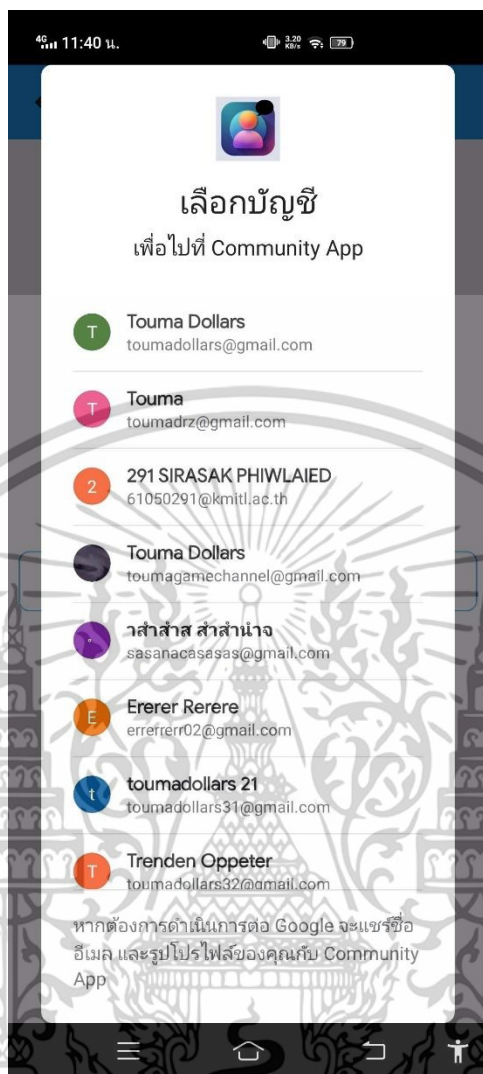 4G 11:40 น. 3.20 KB/s 79
เลือกบัญชี
เพื่อไปที่ Community App
T Touma Dollars
toumadollars@gmail.com
T Touma
toumadrz@gmail.com
2 291 SIRASAK PHIWLAIED
61050291@kmitl.ac.th
Touma Dollars
toumagamechannel@gmail.com
าสำสำส สำสำนำจ
sasanacasasas@gmail.com
E Ererer Rerere
errerrerr02@gmail.com
t toumadollars 21
toumadollars31@gmail.com
T Trenden Oppeter
toumadollars32@gmail.com
หากต้องการดำเนินการต่อ Google จะแชร์ชื่อ
อีเมล และรูปโปรไฟล์ของคุณกับ Community
App